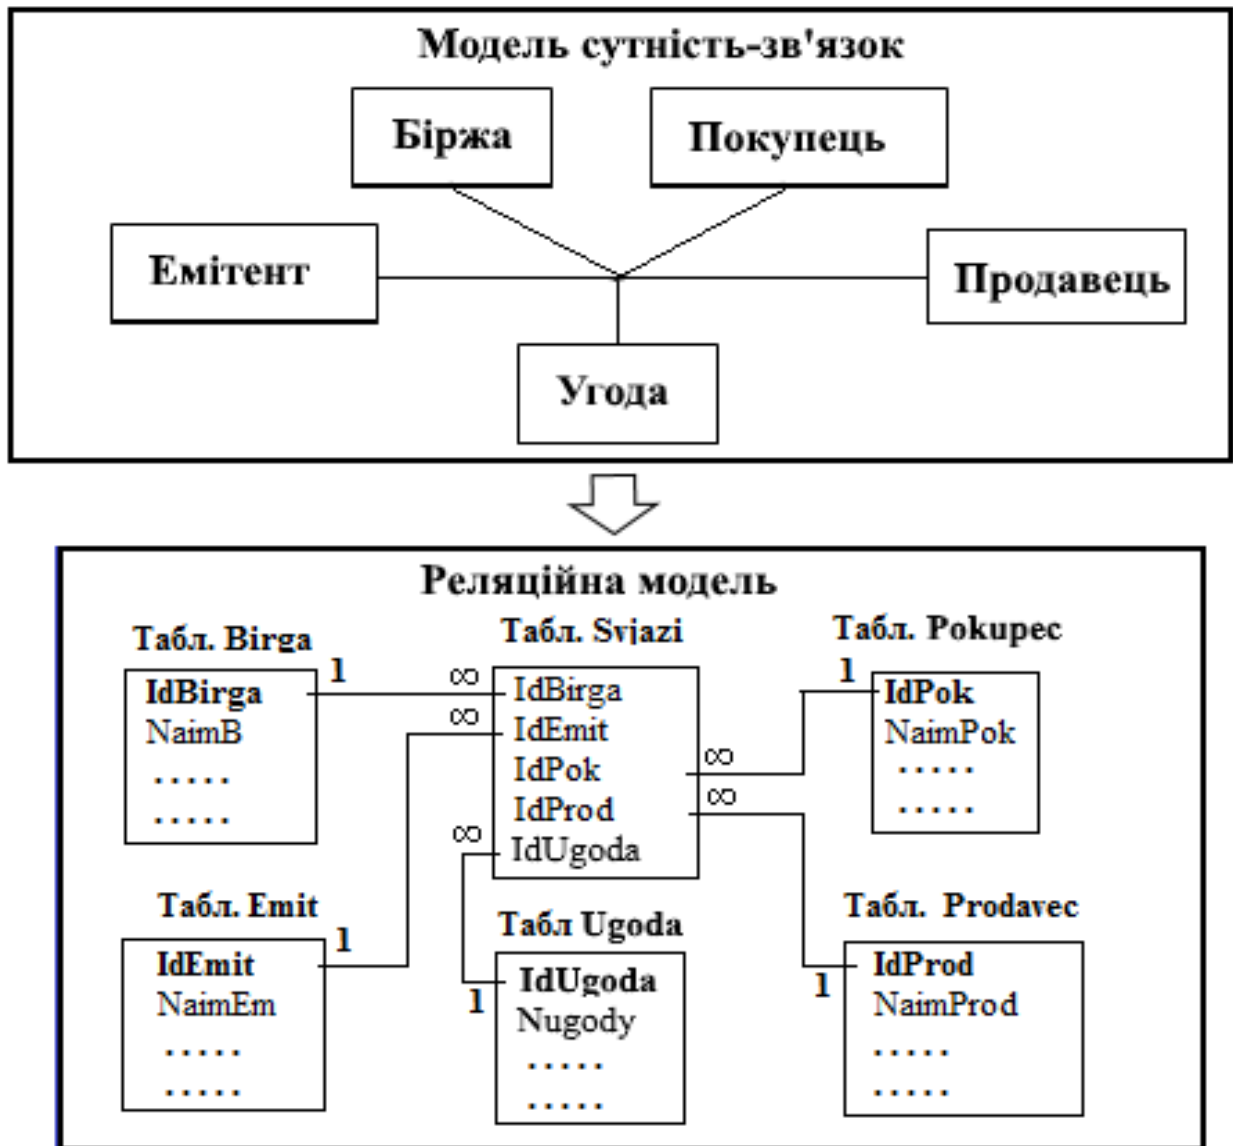 Модель сутність-зв'язок
Біржа
Покупець
Емітент
Продавець
Угода
Реляційна модель
Табл. Birga
IdBirga
NaimB
. . . . .
. . . . .
1
∞
Табл. Svjazi
IdBirga
IdEmit
IdPok
IdProd
IdUgoda
∞
∞
∞
∞
Табл. Pokupec
1
IdPok
NaimPok
. . . . .
. . . . .
Табл. Emit
1
IdEmit
NaimEm
. . . . .
. . . . .
Табл Ugoda
1
IdUgoda
Nugody
. . . . .
. . . . .
Табл. Prodavec
1
IdProd
NaimProd
. . . . .
. . . . .